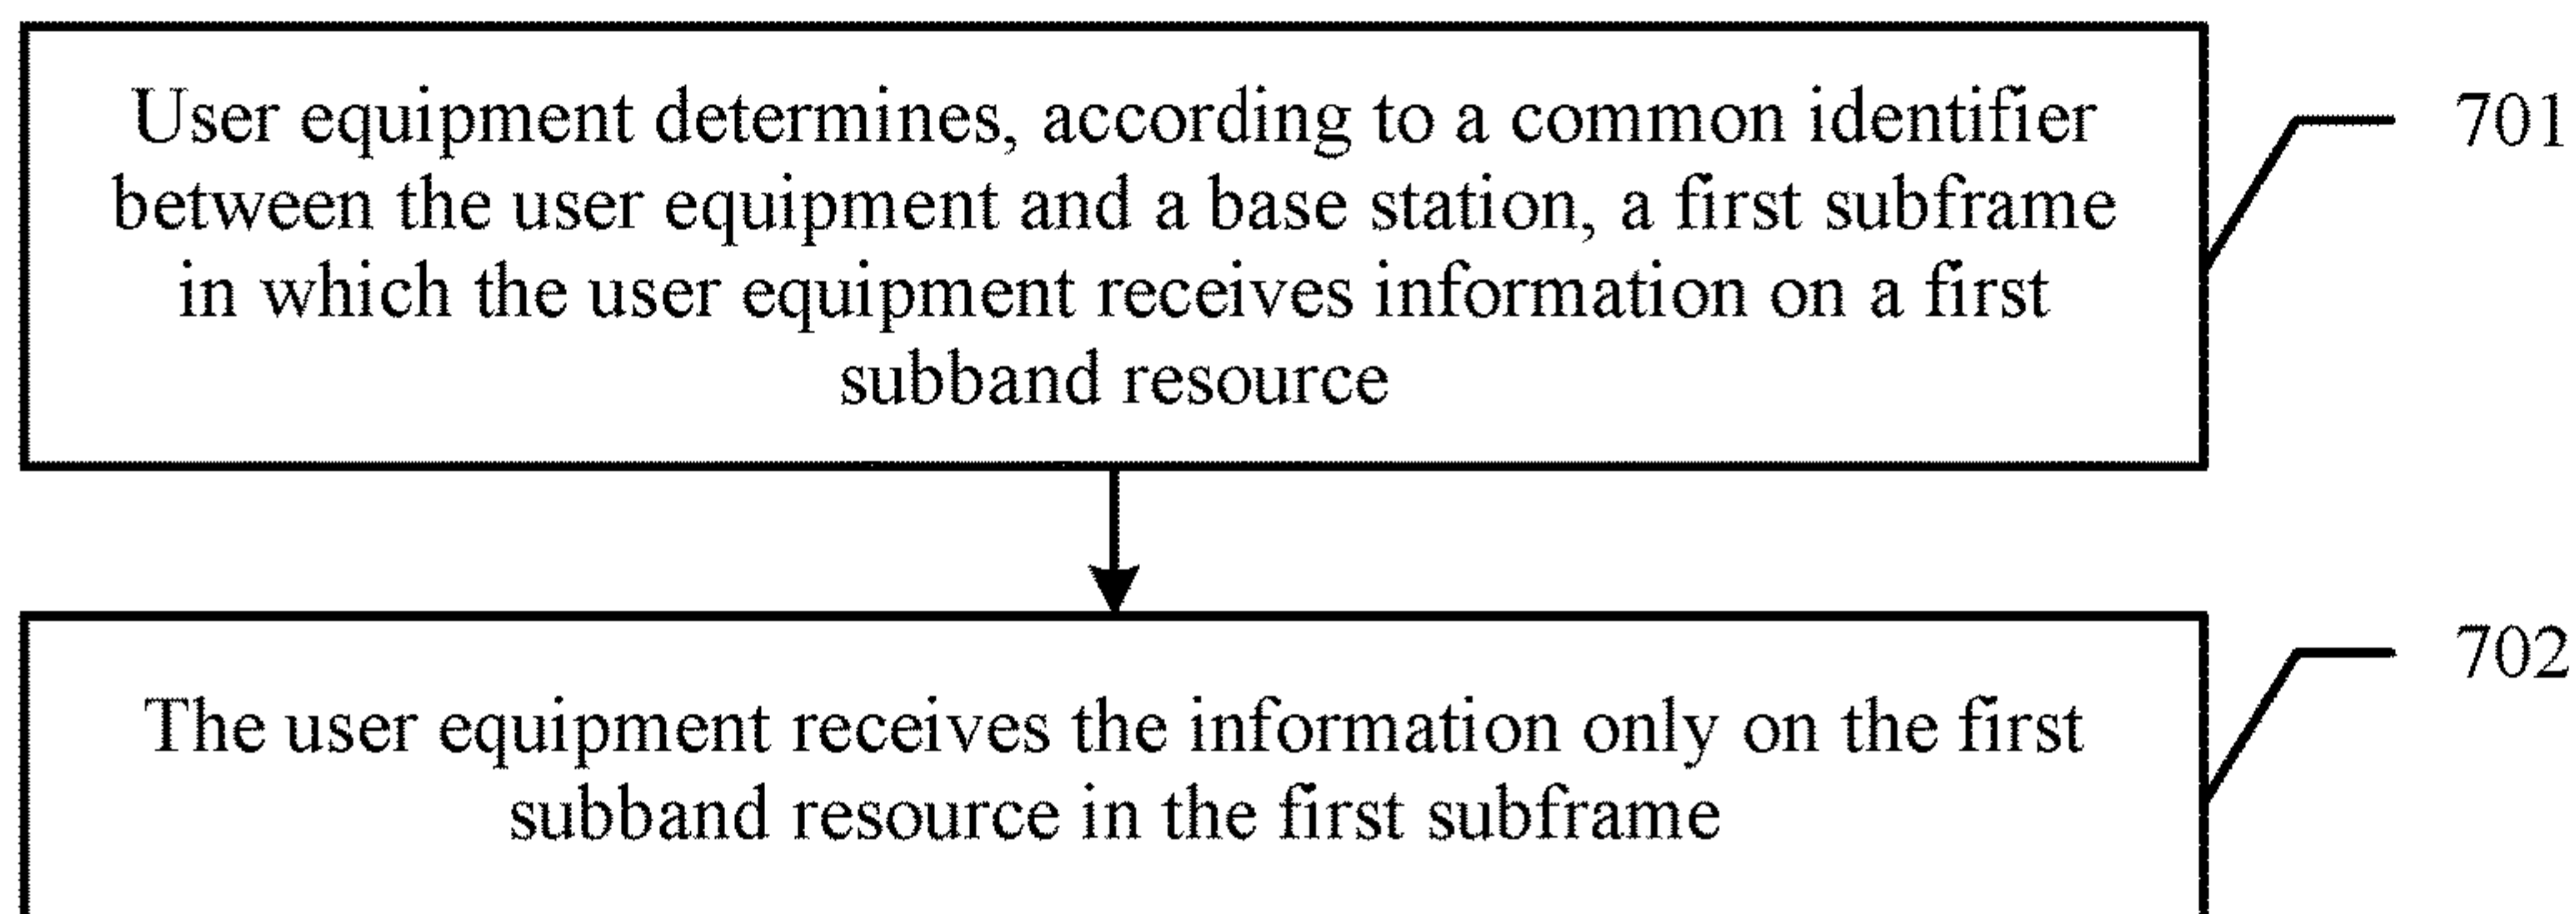 User equipment determines, according to a common identifier
between the user equipment and a base station, a first subframe
in which the user equipment receives information on a first
subband resource
701
The user equipment receives the information only on the first
subband resource in the first subframe
702